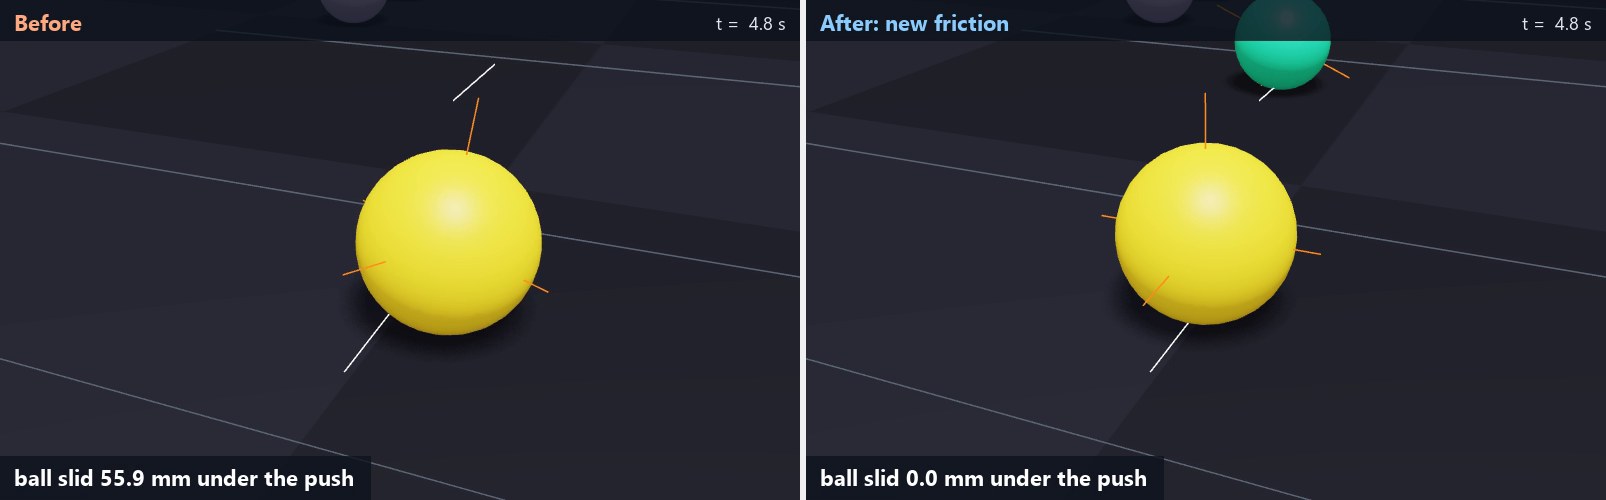 Before
t = 4.8 s
After: new friction
t = 4.8 s
ball slid 55.9 mm under the push
ball slid 0.0 mm under the push